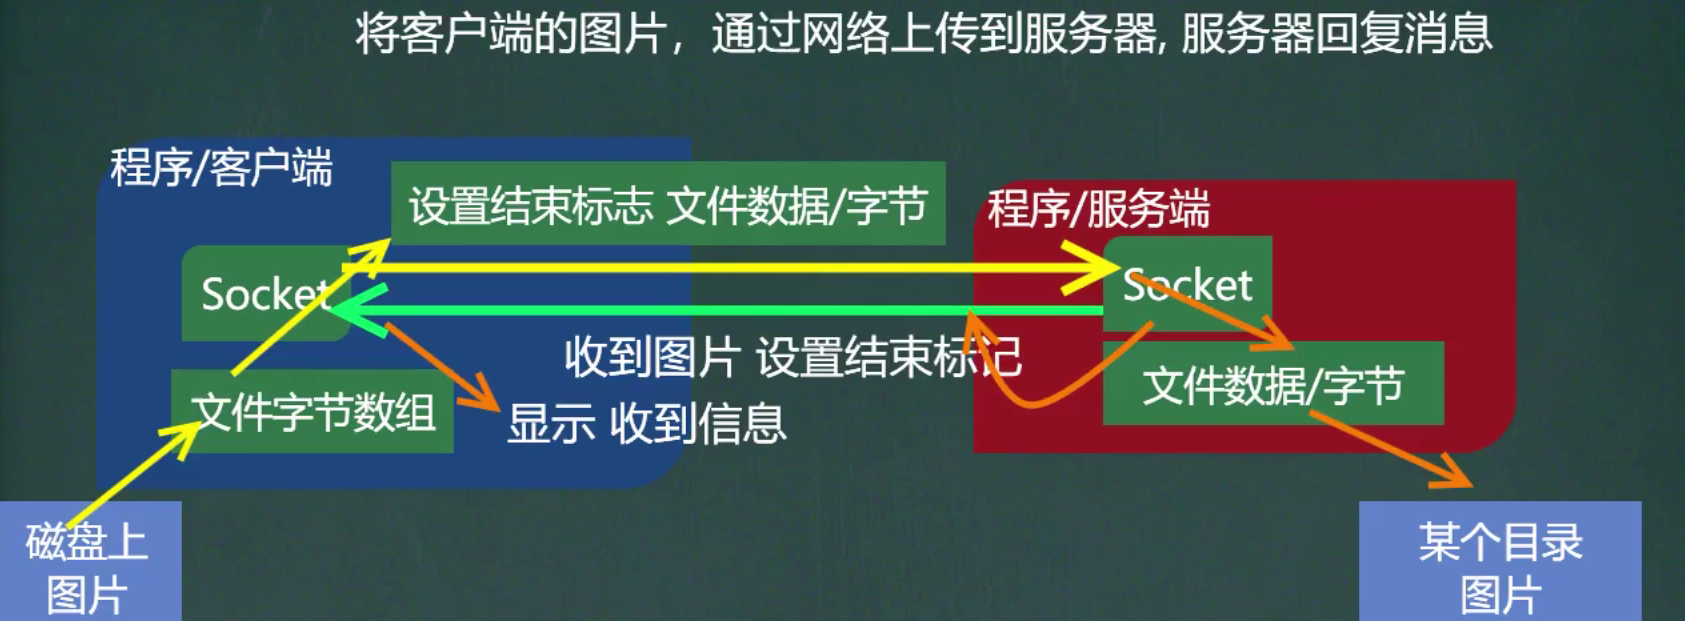 将客户端的图片，通过网络上传到服务器, 服务器回复消息
程序/客户端
设置结束标志 文件数据/字节
程序/服务端
Socket
Socket
收到图片 设置结束标记
文件字节数组
文件数据/字节
显示 收到信息
磁盘上
图片
某个目录
图片